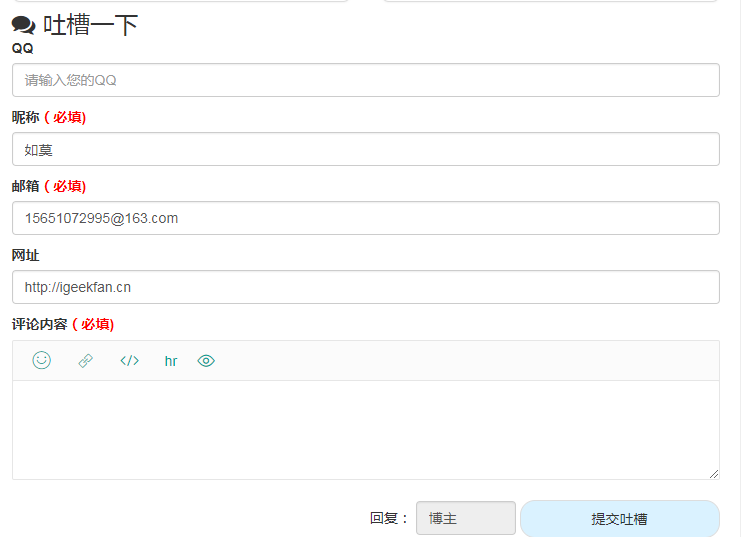 吐槽一下
QQ
请输入您的QQ
昵称（必填)
如莫
邮箱（必填)
15651072995@163.com
网址
http://igeekfan.cn
评论内容（必填)
</> hr
回复： 博主 提交吐槽